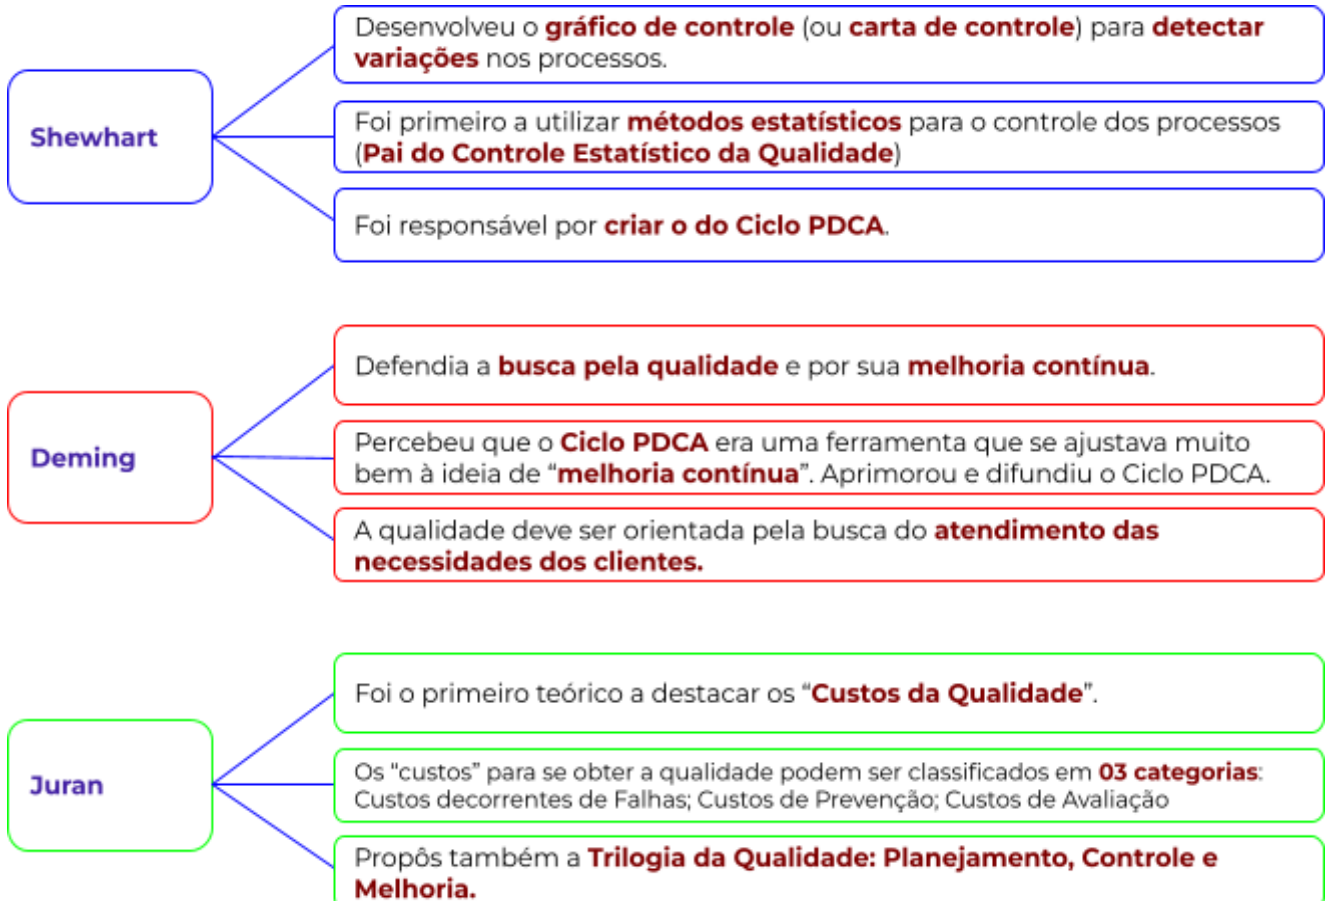 Shewhart
Desenvolveu o gráfico de controle (ou carta de controle) para detectar
variações nos processos.
Foi primeiro a utilizar métodos estatísticos para o controle dos processos
(Pai do Controle Estatístico da Qualidade)
Foi responsável por criar o do Ciclo PDCA.
Deming
Defendia a busca pela qualidade e por sua melhoria contínua.
Percebeu que o Ciclo PDCA era uma ferramenta que se ajustava muito
bem à ideia de “melhoria contínua”. Aprimorou e difundiu o Ciclo PDCA.
A qualidade deve ser orientada pela busca do atendimento das
necessidades dos clientes.
Juran
Foi o primeiro teórico a destacar os “Custos da Qualidade”.
Os "custos” para se obter a qualidade podem ser classificados em 03 categorias:
Custos decorrentes de Falhas; Custos de Prevenção; Custos de Avaliação
Propôs também a Trilogia da Qualidade: Planejamento, Controle e
Melhoria.